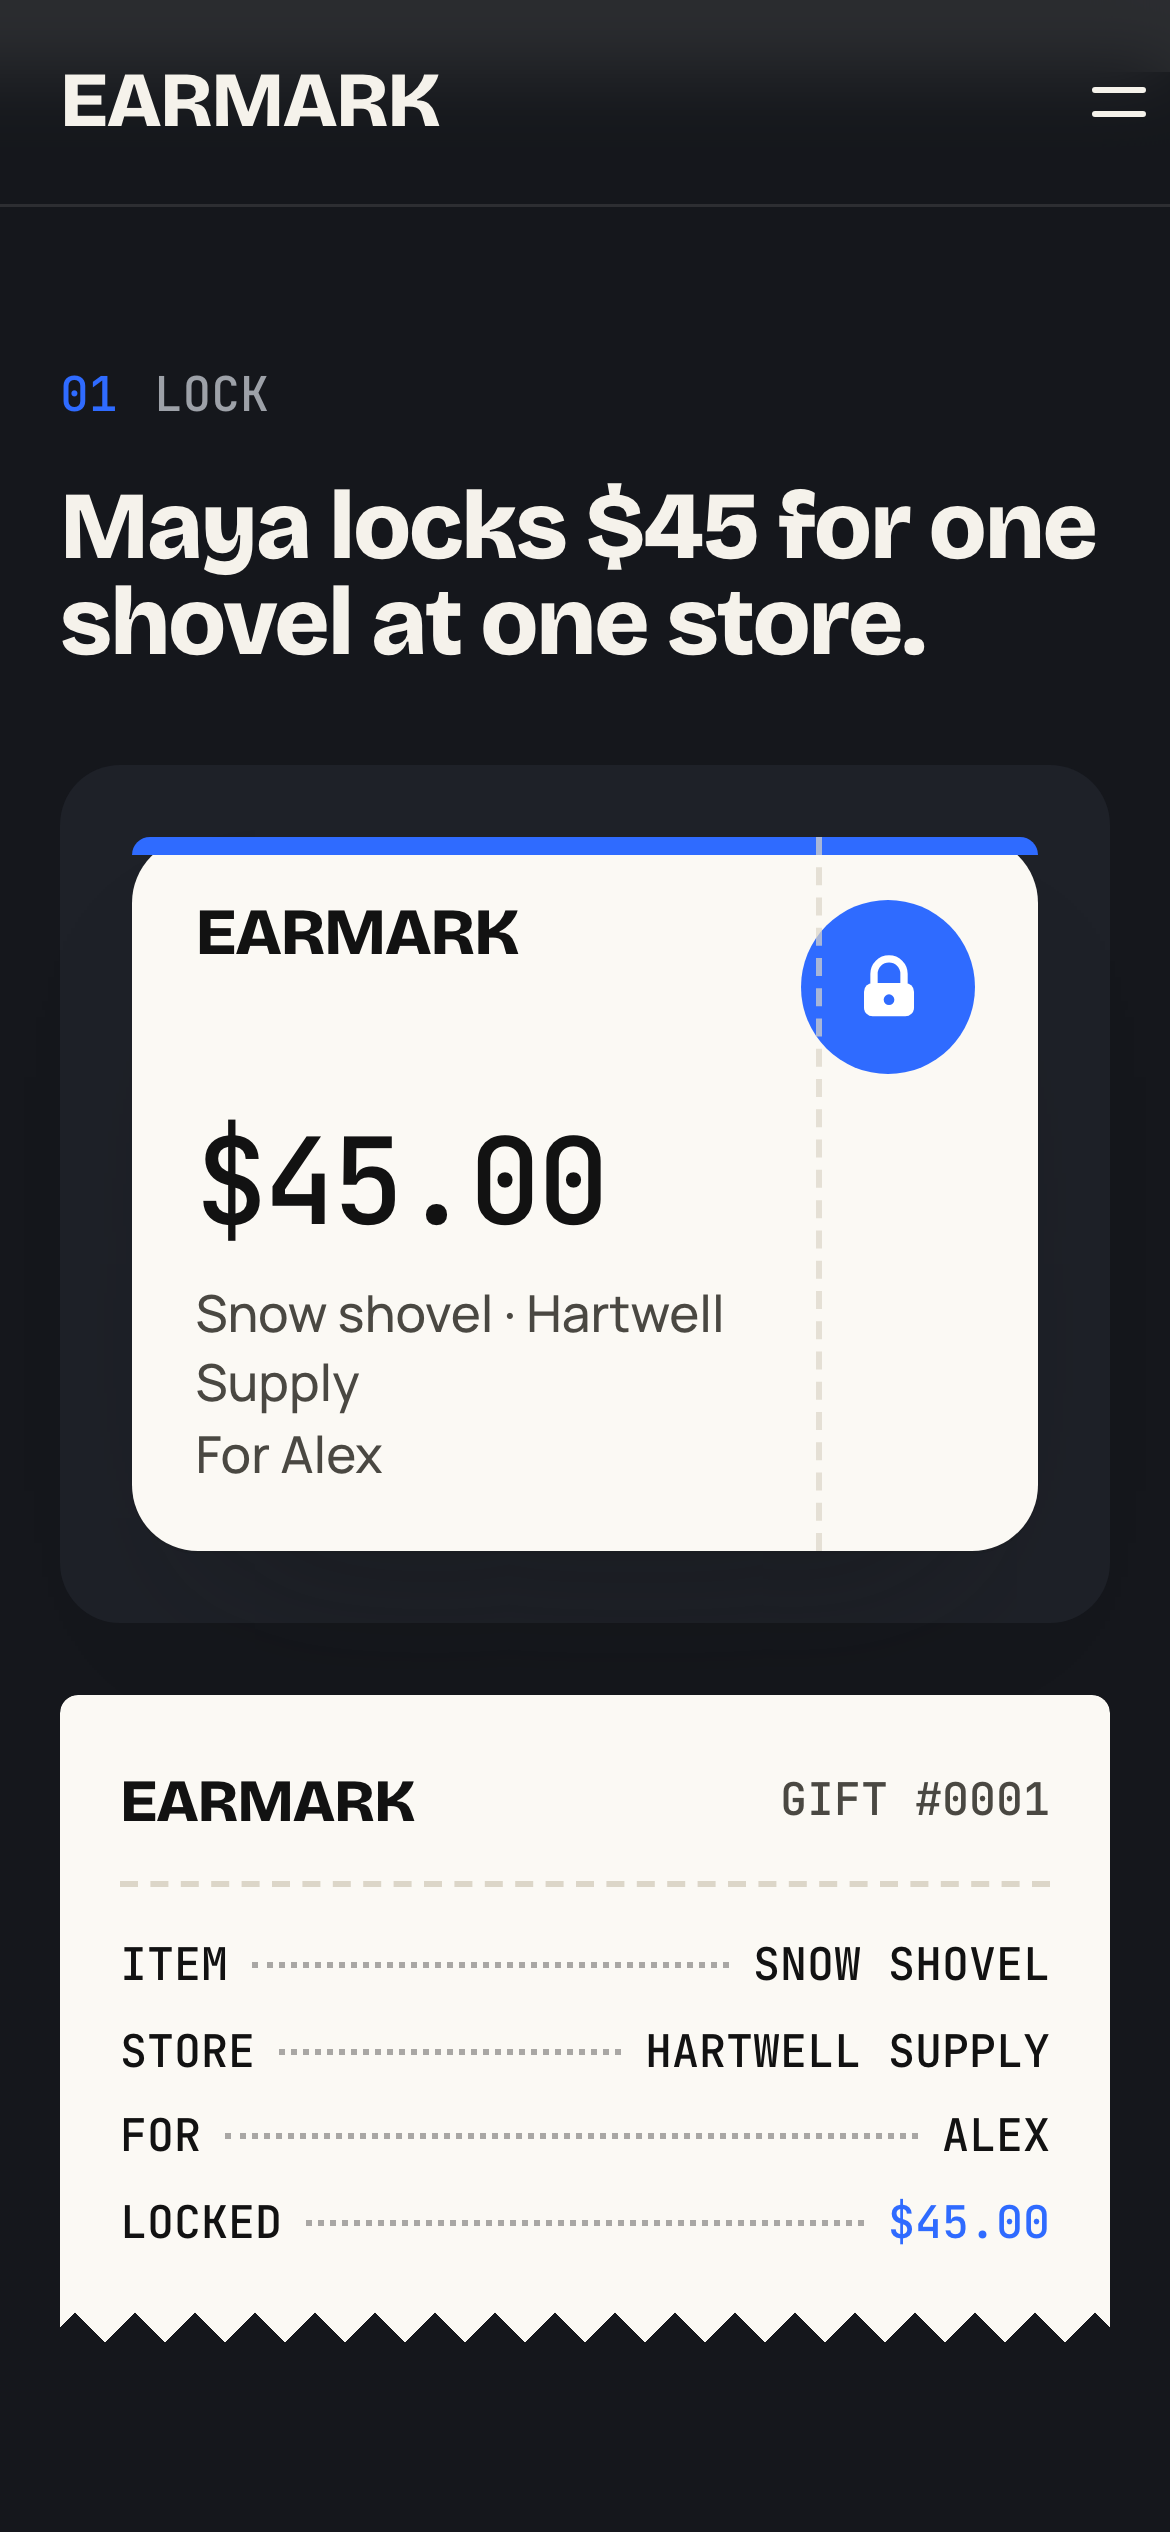 EARMARK
01 LOCK
Maya locks $45 for one
shovel at one store.
EARMARK
$45.00
Snow shovel · Hartwell
Supply
For Alex
EARMARK GIFT #0001
ITEM SNOW SHOVEL
STORE HARTWELL SUPPLY
FOR ALEX
LOCKED $45.00